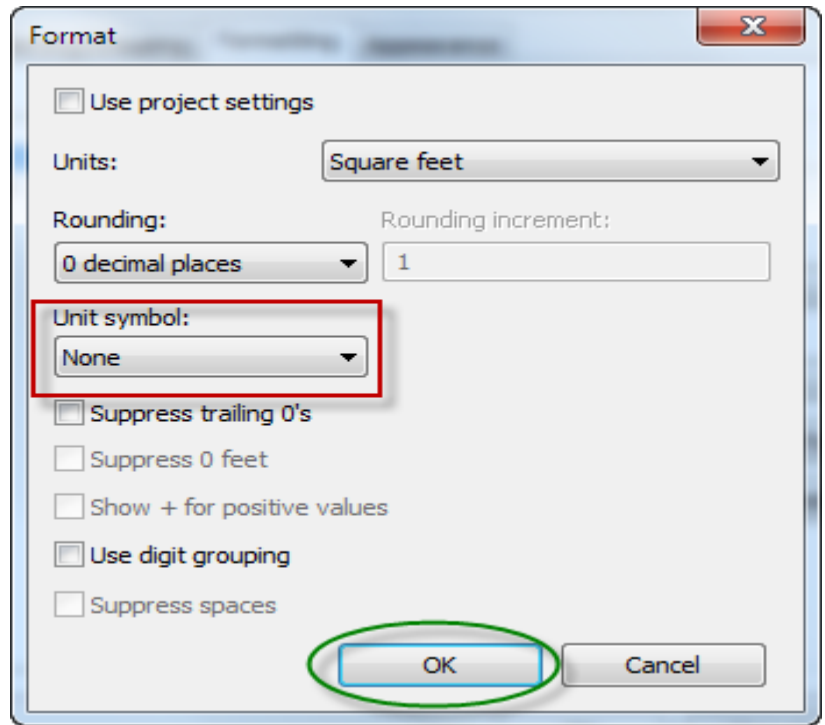 Format
Use project settings
Units: Square feet
Rounding: Rounding increment:
0 decimal places 1
Unit symbol:
None
Suppress trailing 0's
Suppress 0 feet
Show + for positive values
Use digit grouping
Suppress spaces
OK Cancel